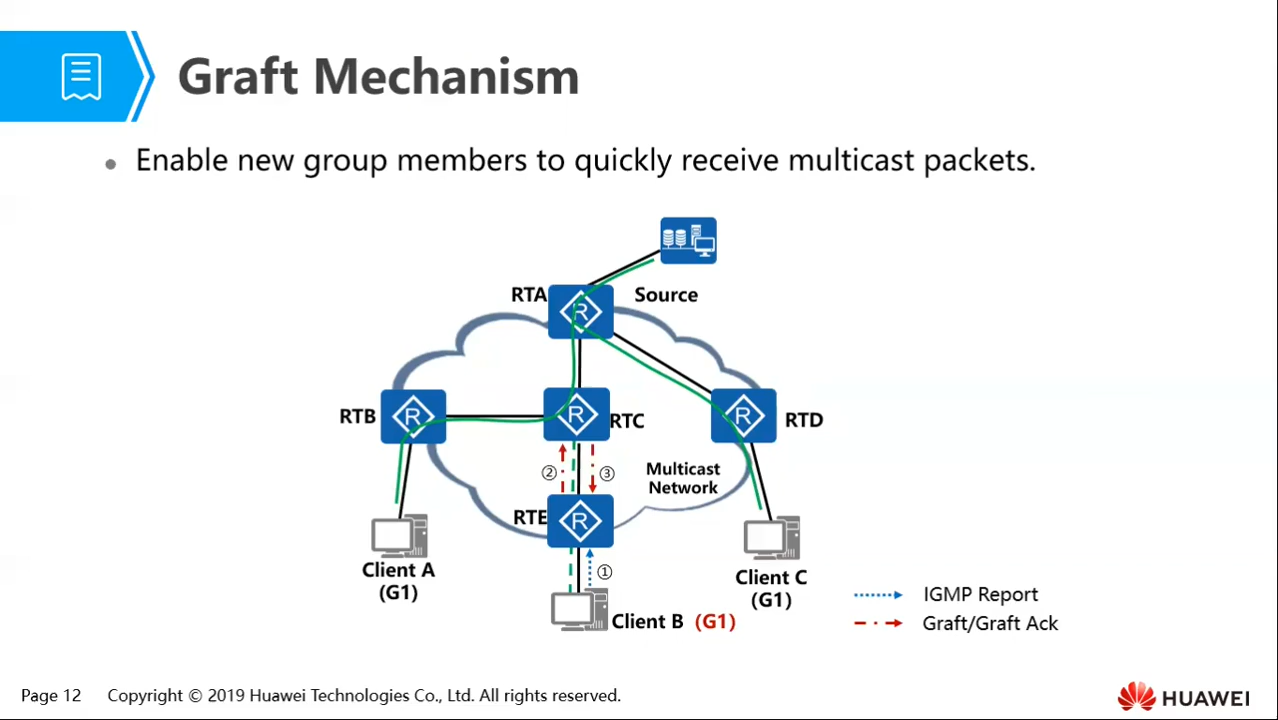 Graft Mechanism
• Enable new group members to quickly receive multicast packets.
RTA
Source
R
RTB
R
R
RTC
R
RTD
②
③
Multicast
Network
RTE
R
①
Client A
(G1)
Client B (G1)
Client C
(G1)
IGMP Report
Graft/Graft Ack
Page 12 Copyright © 2019 Huawei Technologies Co., Ltd. All rights reserved.
HUAWEI